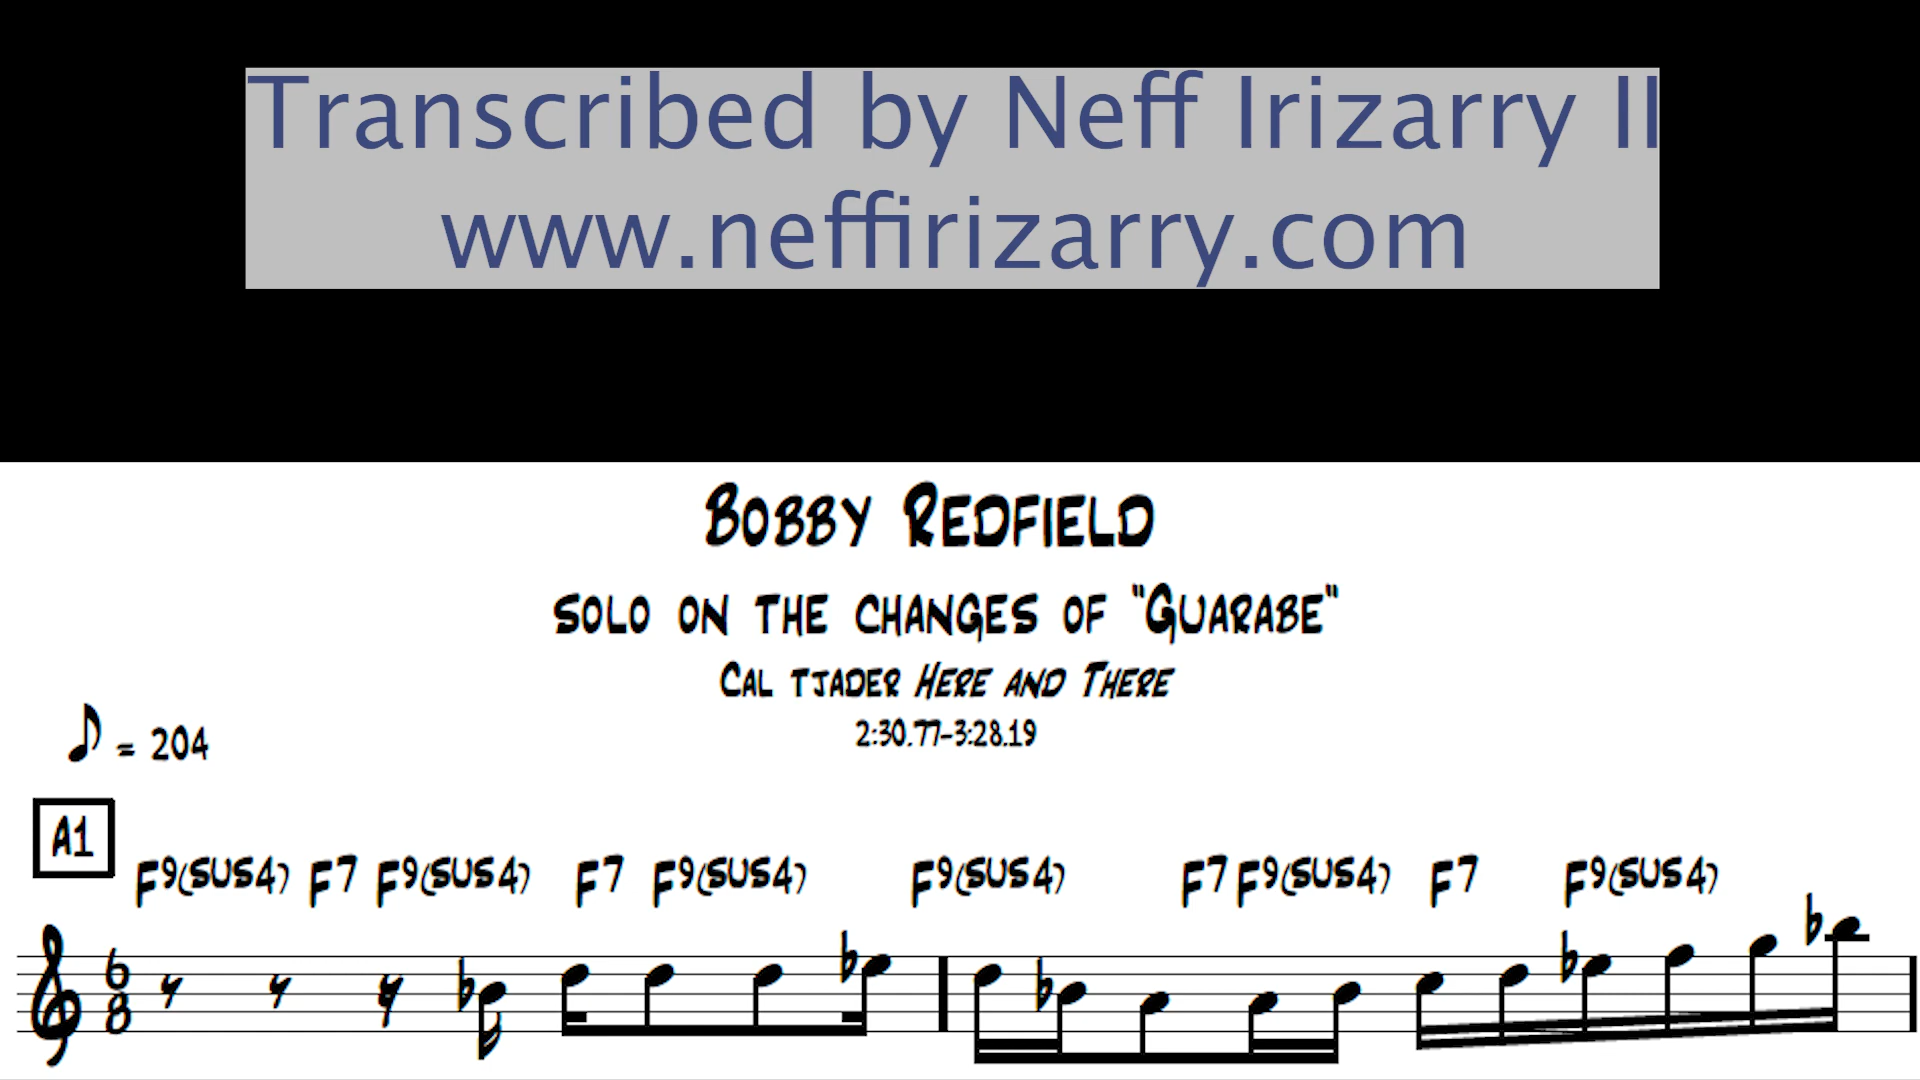 Transcribed by Neff Irizarry II
www.neffirizarry.com
Bobby Redfield
solo on the changes of "Guarabe"
Cal tjader Here and There
2:30.77-3:28.19
= 204
A1
F9(sus4) F7 F9(sus4) F7 F9(sus4) F9(sus4) F7 F9(sus4) F7 F9(sus4)
6
8